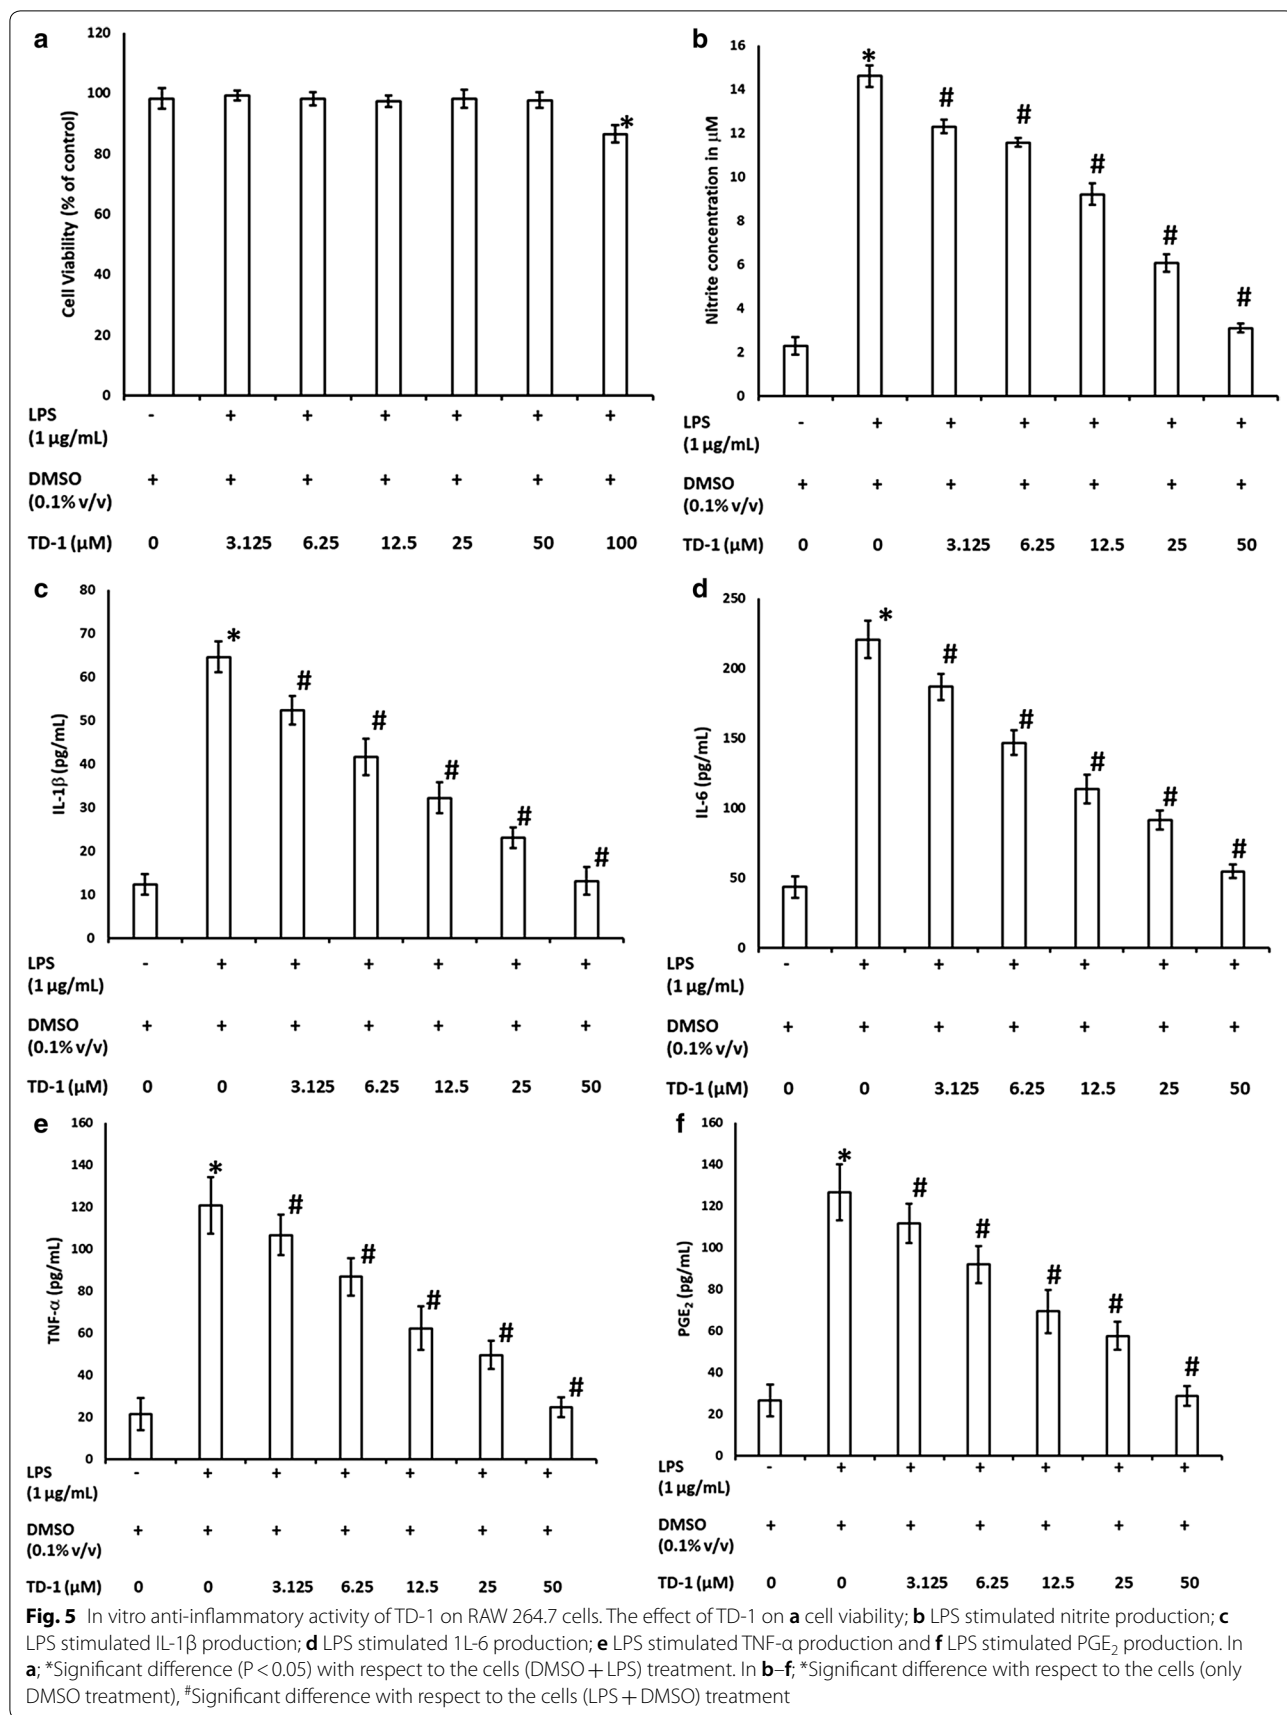 a
120
100
80
60
40
20
0
Cell Viability (% of control)
*
LPS - + + + + + +
(1 µg/mL)
DMSO + + + + + + +
(0.1% v/v)
TD-1 (µM) 0 3.125 6.25 12.5 25 50 100
b
16
14
12
10
8
6
4
2
0
Nitrite concentration in µM
* # # # # #
LPS - + + + + + +
(1 µg/mL)
DMSO + + + + + + +
(0.1% v/v)
TD-1 (µM) 0 0 3.125 6.25 12.5 25 50
c
80
70
60
50
40
30
20
10
0
IL-1β (pg/mL)
* # # # # #
LPS - + + + + + +
(1 µg/mL)
DMSO + + + + + + +
(0.1% v/v)
TD-1 (µM) 0 0 3.125 6.25 12.5 25 50
d
250
200
150
100
50
0
IL-6 (pg/mL)
* # # # # #
LPS - + + + + + +
(1 µg/mL)
DMSO + + + + + + +
(0.1% v/v)
TD-1 (µM) 0 0 3.125 6.25 12.5 25 50
e
160
140
120
100
80
60
40
20
0
TNF-α (pg/mL)
* # # # # #
LPS - + + + + + +
(1 µg/mL)
DMSO + + + + + + +
(0.1% v/v)
TD-1 (µM) 0 0 3.125 6.25 12.5 25 50
f
160
140
120
100
80
60
40
20
0
PGE₂ (pg/mL)
* # # # # #
LPS - + + + + + +
(1 µg/mL)
DMSO + + + + + + +
(0.1% v/v)
TD-1 (µM) 0 0 3.125 6.25 12.5 25 50
Fig. 5 In vitro anti-inflammatory activity of TD-1 on RAW 264.7 cells. The effect of TD-1 on a cell viability; b LPS stimulated nitrite production; c
LPS stimulated IL-1β production; d LPS stimulated 1L-6 production; e LPS stimulated TNF-α production and f LPS stimulated PGE₂ production. In
a; *Significant difference (P < 0.05) with respect to the cells (DMSO + LPS) treatment. In b–f; *Significant difference with respect to the cells (only
DMSO treatment), #Significant difference with respect to the cells (LPS + DMSO) treatment